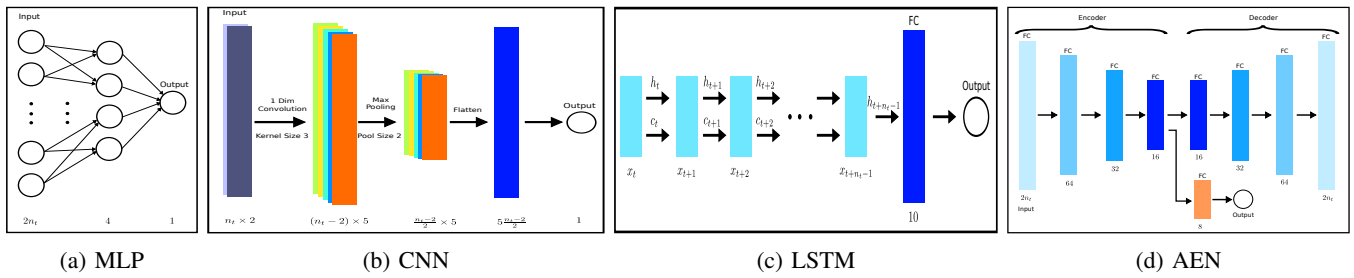 Input
Output
2n_t
4
1
(a) MLP
Input
1 Dim
Convolution
Kernel Size 3
Max
Pooling
Pool Size 2
Flatten
Output
n_t × 2
(n_t − 2) × 5
\frac{n_t−2}{2} × 5
5\frac{n_t−2}{2}
1
(b) CNN
FC
h_t
h_{t+1}
h_{t+2}
h_{t+n_t−1}
c_t
c_{t+1}
c_{t+2}
Output
x_t
x_{t+1}
x_{t+2}
x_{t+n_t−1}
10
(c) LSTM
Encoder
Decoder
FC
FC
FC
FC
FC
FC
FC
FC
2n_t
Input
64
32
16
16
32
64
2n_t
FC
8
Output
(d) AEN